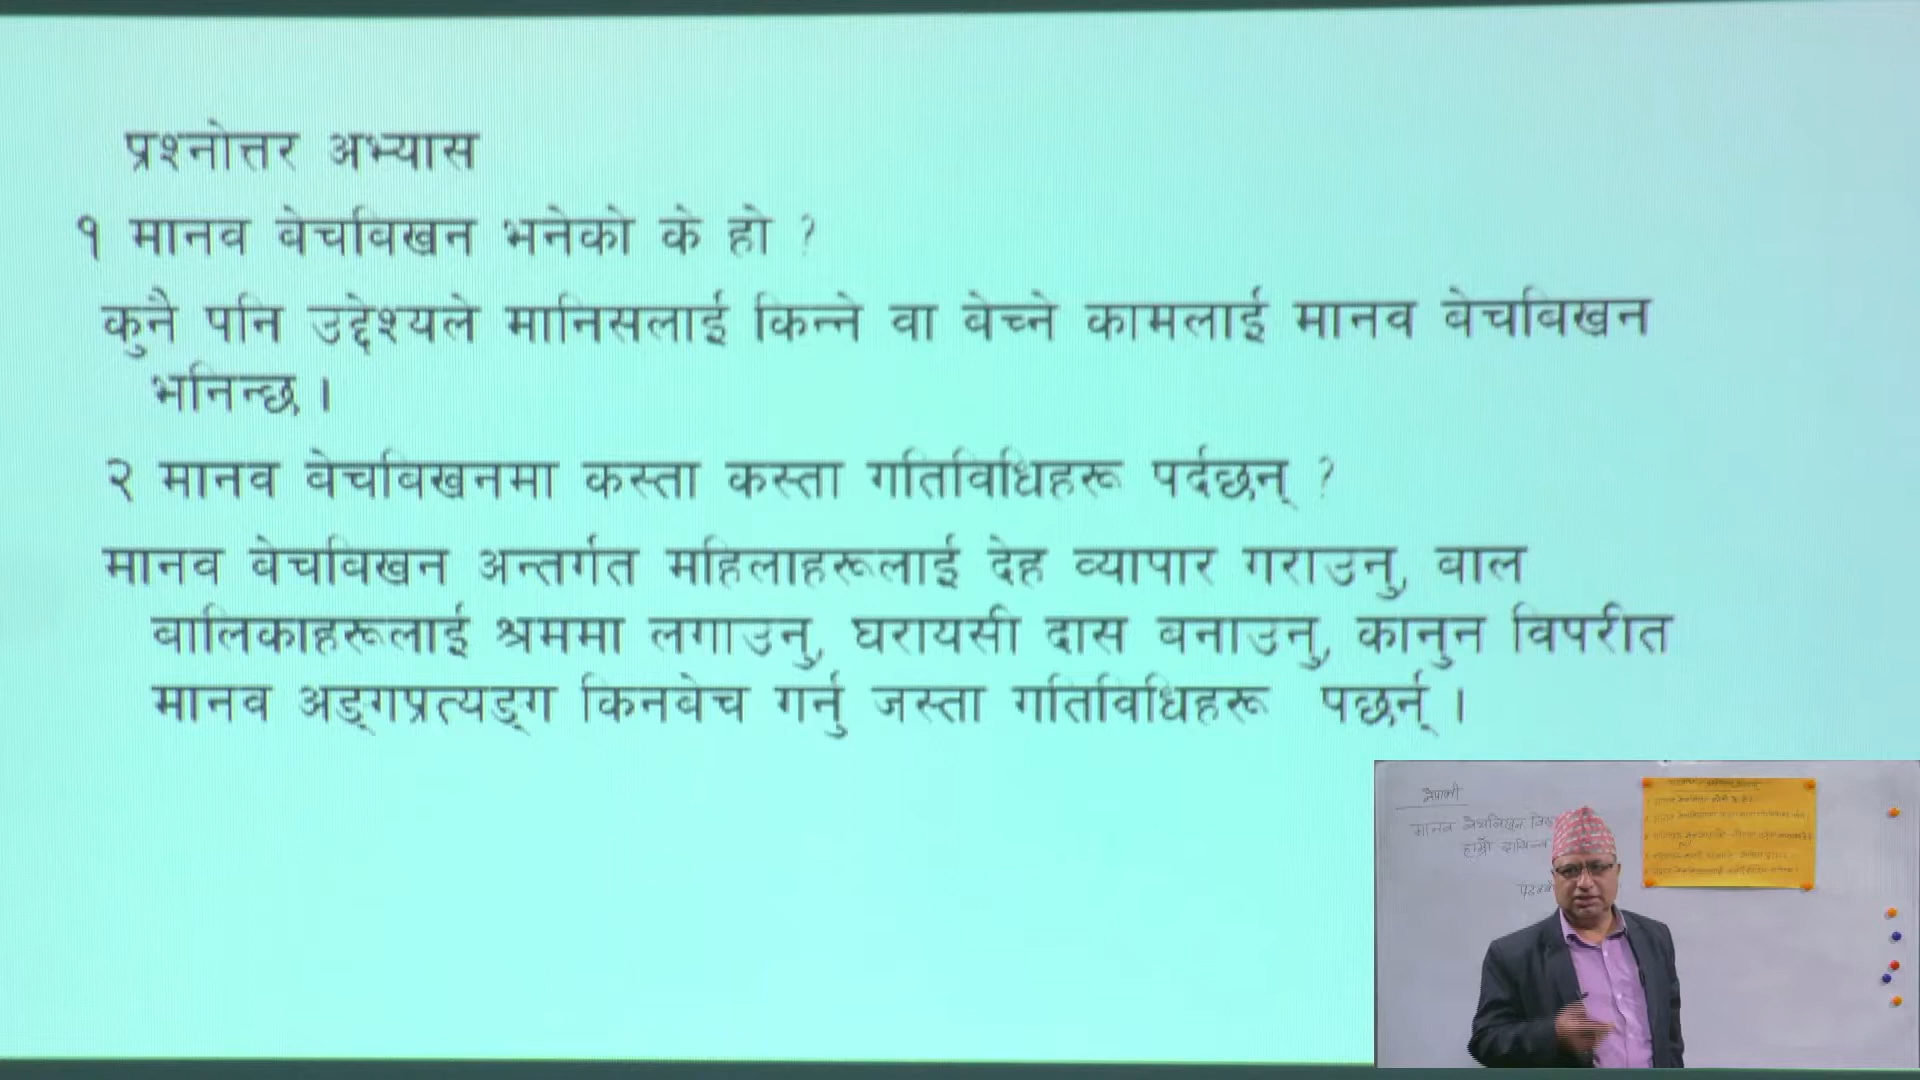 प्रश्नोत्तर अभ्यास
१ मानव बेचविखन भनेको के हो ?
कुनै पनि उद्देश्यले मानिसलाई किन्ने वा बेच्ने कामलाई मानव बेचबिखन
भनिन्छ ।
२ मानव बेचबिखनमा कस्ता कस्ता गतिविधिहरू पर्दछन् ?
मानव बेचबिखन अन्तर्गत महिलाहरूलाई देह व्यापार गराउनु, बाल
बालिकाहरूलाई श्रममा लगाउनु, घरायसी दास बनाउनु, कानुन विपरीत
मानव अङ्गप्रत्यङ्ग किनबेच गर्नु जस्ता गतिविधिहरू पर्छन् ।
नेपाली
मानव बेचबिखन
हाम्रो